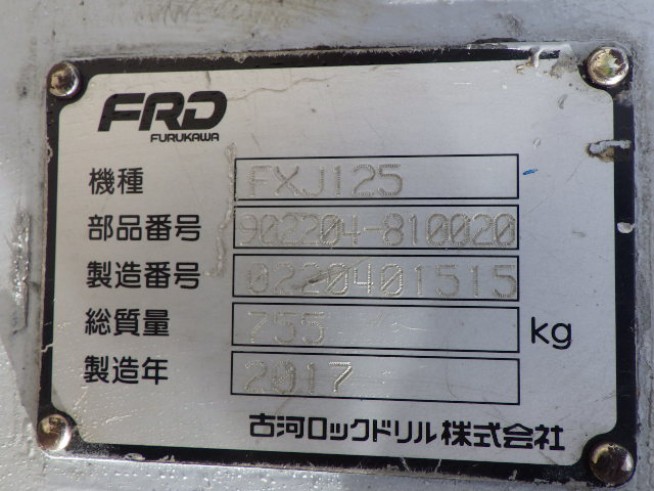 FRD
FURUKAWA
機種 FXJ125
部品番号 902204-810020
製造番号 0220401515
総質量 755 kg
製造年 2017
古河ロックドリル株式会社